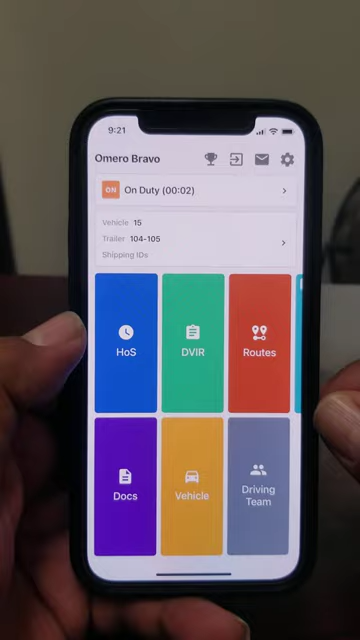 9:21
Omero Bravo
ON On Duty (00:02)
Vehicle 15
Trailer 104-105
Shipping IDs
HoS
DVIR
Routes
Docs
Vehicle
Driving
Team